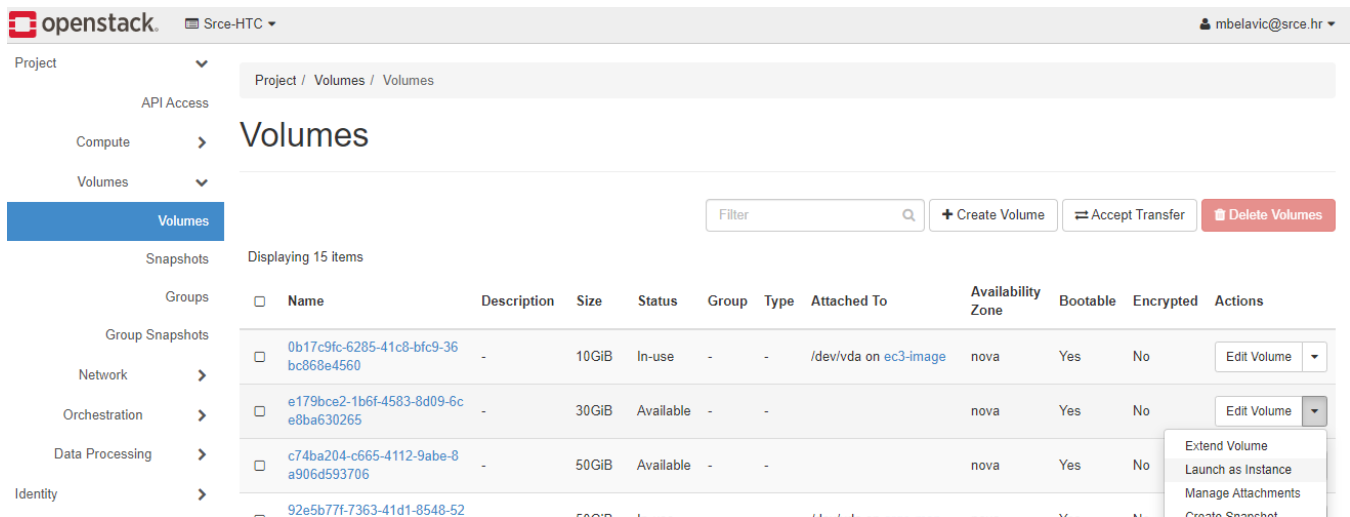 openstack. Srce-HTC mbelavic@srce.hr
Project
API Access
Compute
Volumes
Volumes
Snapshots
Groups
Group Snapshots
Network
Orchestration
Data Processing
Identity
Project / Volumes / Volumes
Volumes
Filter + Create Volume Accept Transfer Delete Volumes
Displaying 15 items
Name Description Size Status Group Type Attached To Availability Zone Bootable Encrypted Actions
0b17c9fc-6285-41c8-bfc9-36
bc868e4560 - 10GiB In-use - - /dev/vda on ec3-image nova Yes No Edit Volume
e179bce2-1b6f-4583-8d09-6c
e8ba630265 - 30GiB Available - - nova Yes No Edit Volume
c74ba204-c665-4112-9abe-8
a906d593706 - 50GiB Available - - nova Yes No
Extend Volume
Launch as Instance
Manage Attachments
Create Snapshot
92e5b77f-7363-41d1-8548-52
50GiB